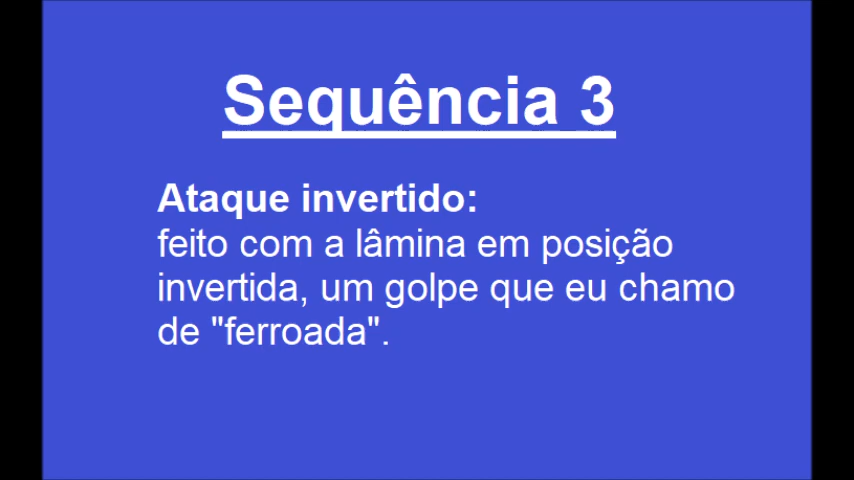 Sequência 3
Ataque invertido:
feito com a lâmina em posição
invertida, um golpe que eu chamo
de "ferroada".